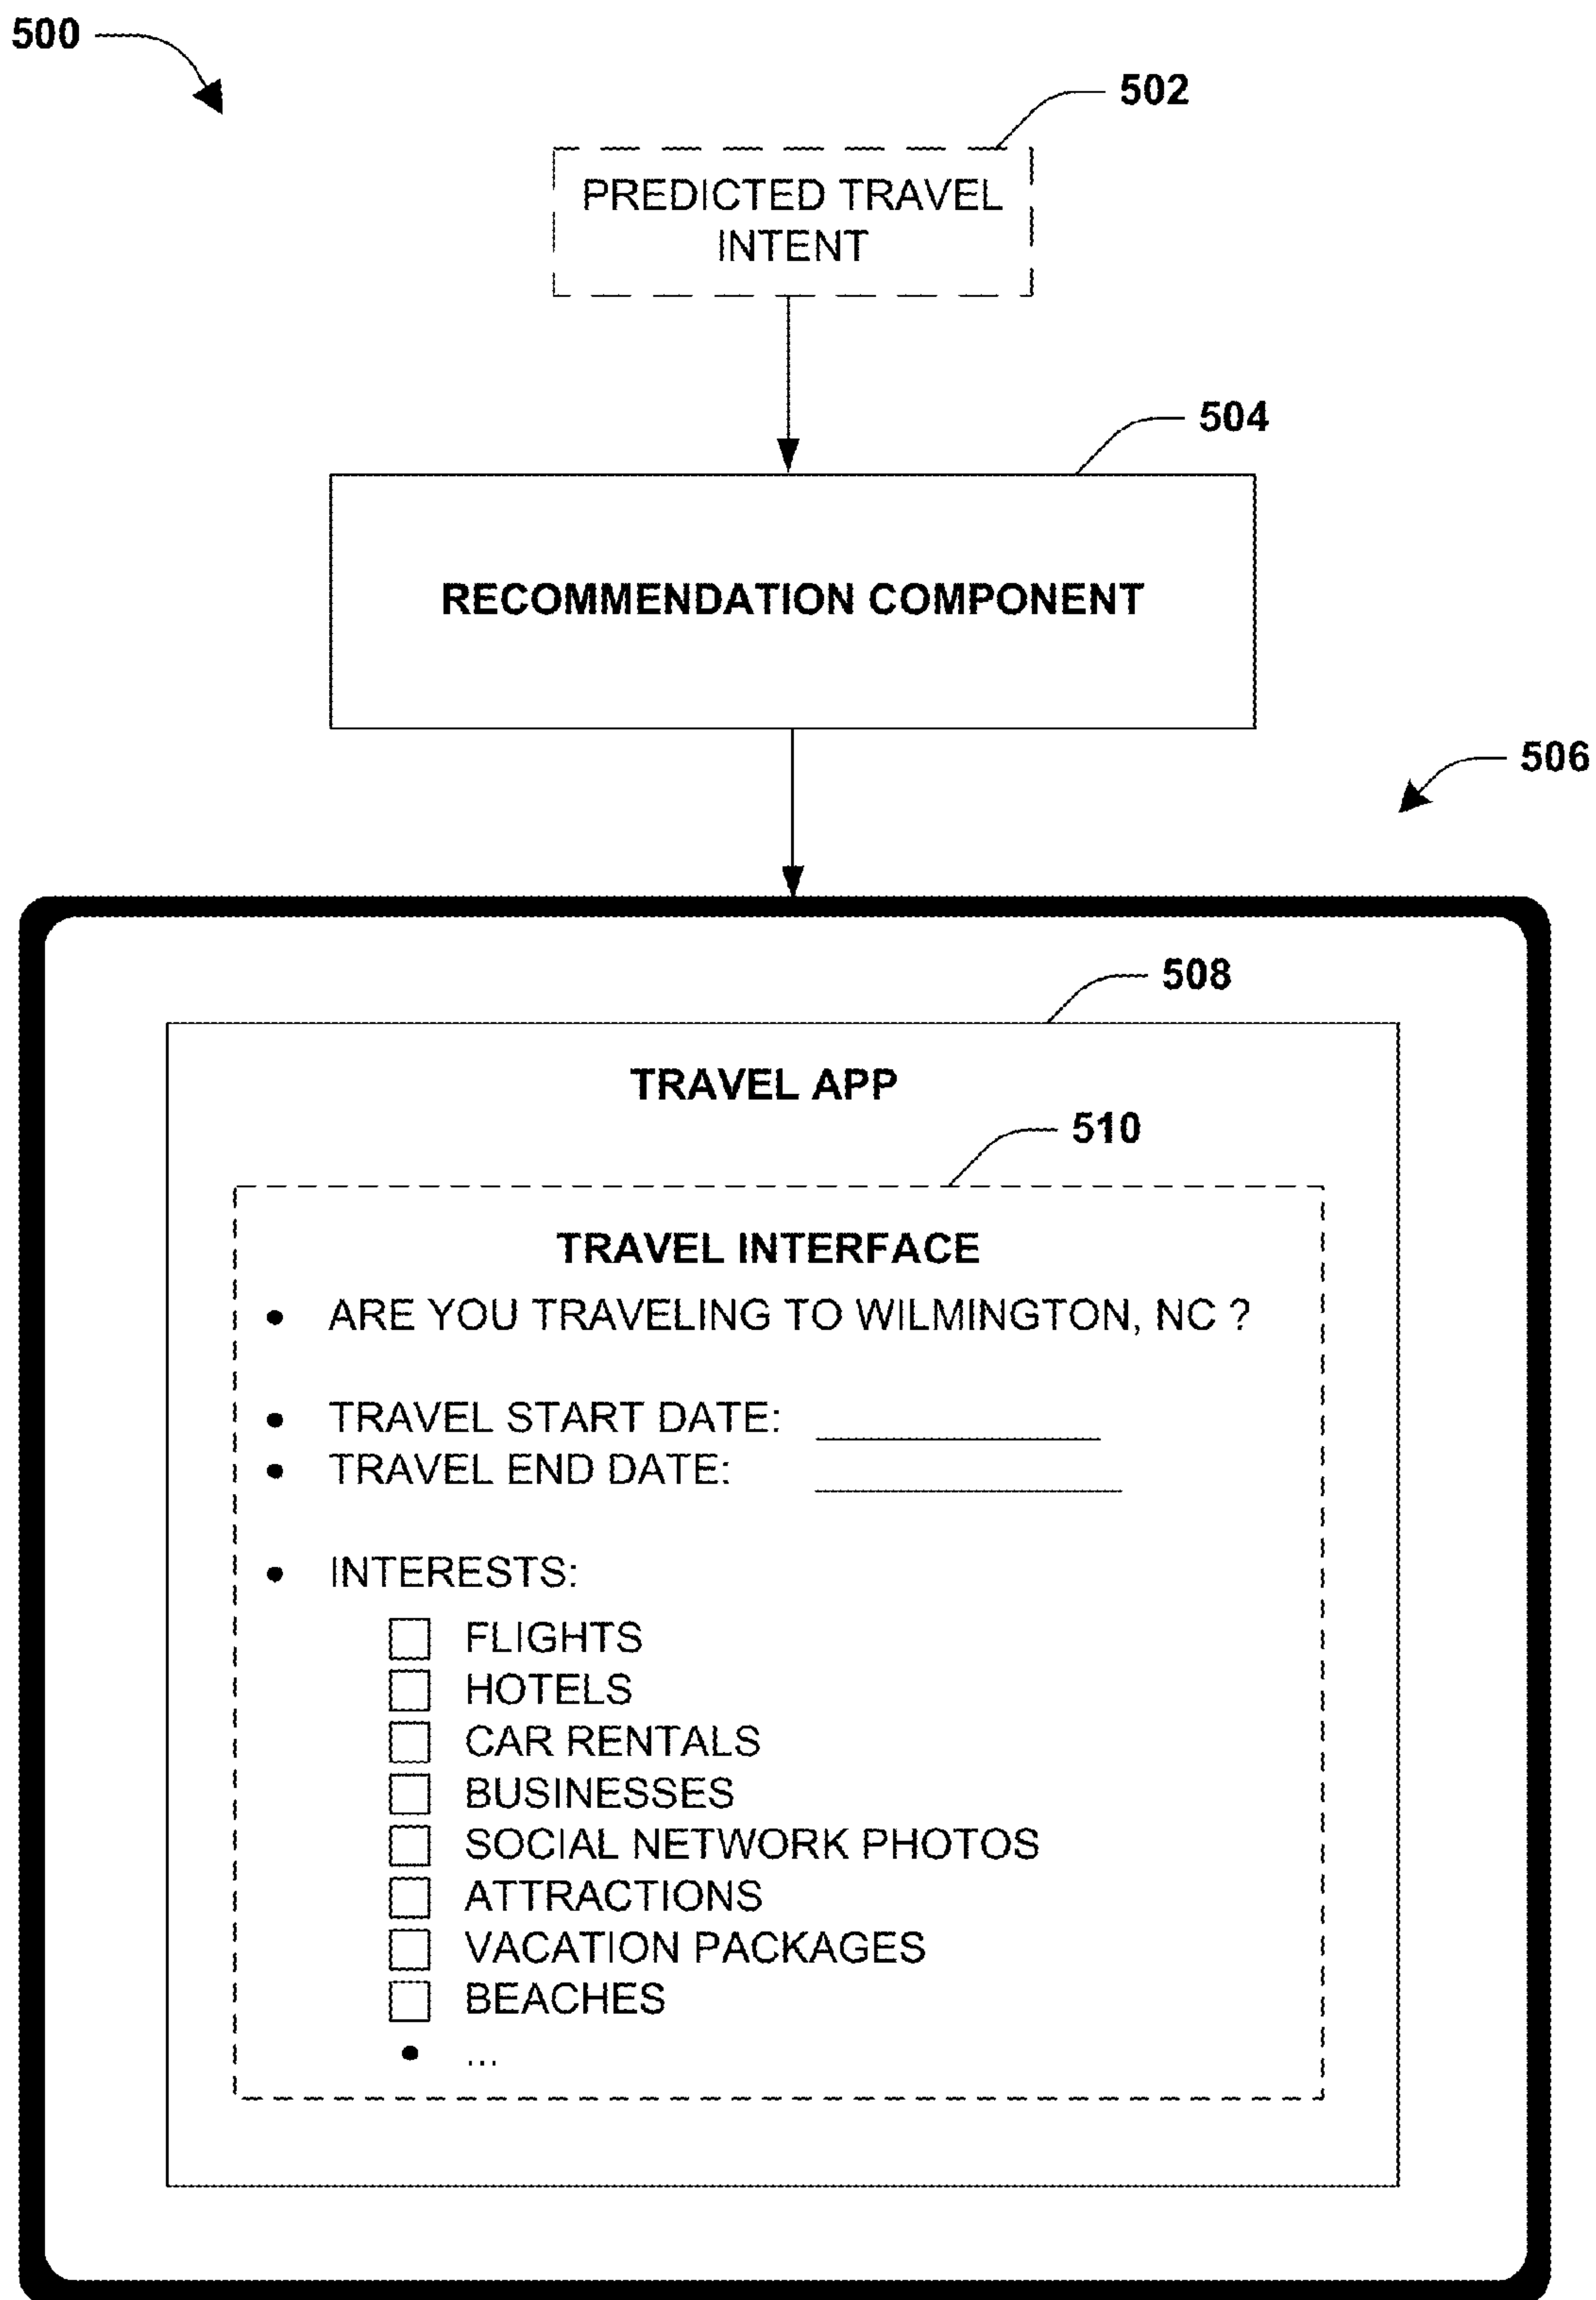 500
502
PREDICTED TRAVEL
INTENT
504
RECOMMENDATION COMPONENT
506
508
TRAVEL APP
510
TRAVEL INTERFACE
• ARE YOU TRAVELING TO WILMINGTON, NC ?
• TRAVEL START DATE:
• TRAVEL END DATE:
• INTERESTS:
FLIGHTS
HOTELS
CAR RENTALS
BUSINESSES
SOCIAL NETWORK PHOTOS
ATTRACTIONS
VACATION PACKAGES
BEACHES
• ...